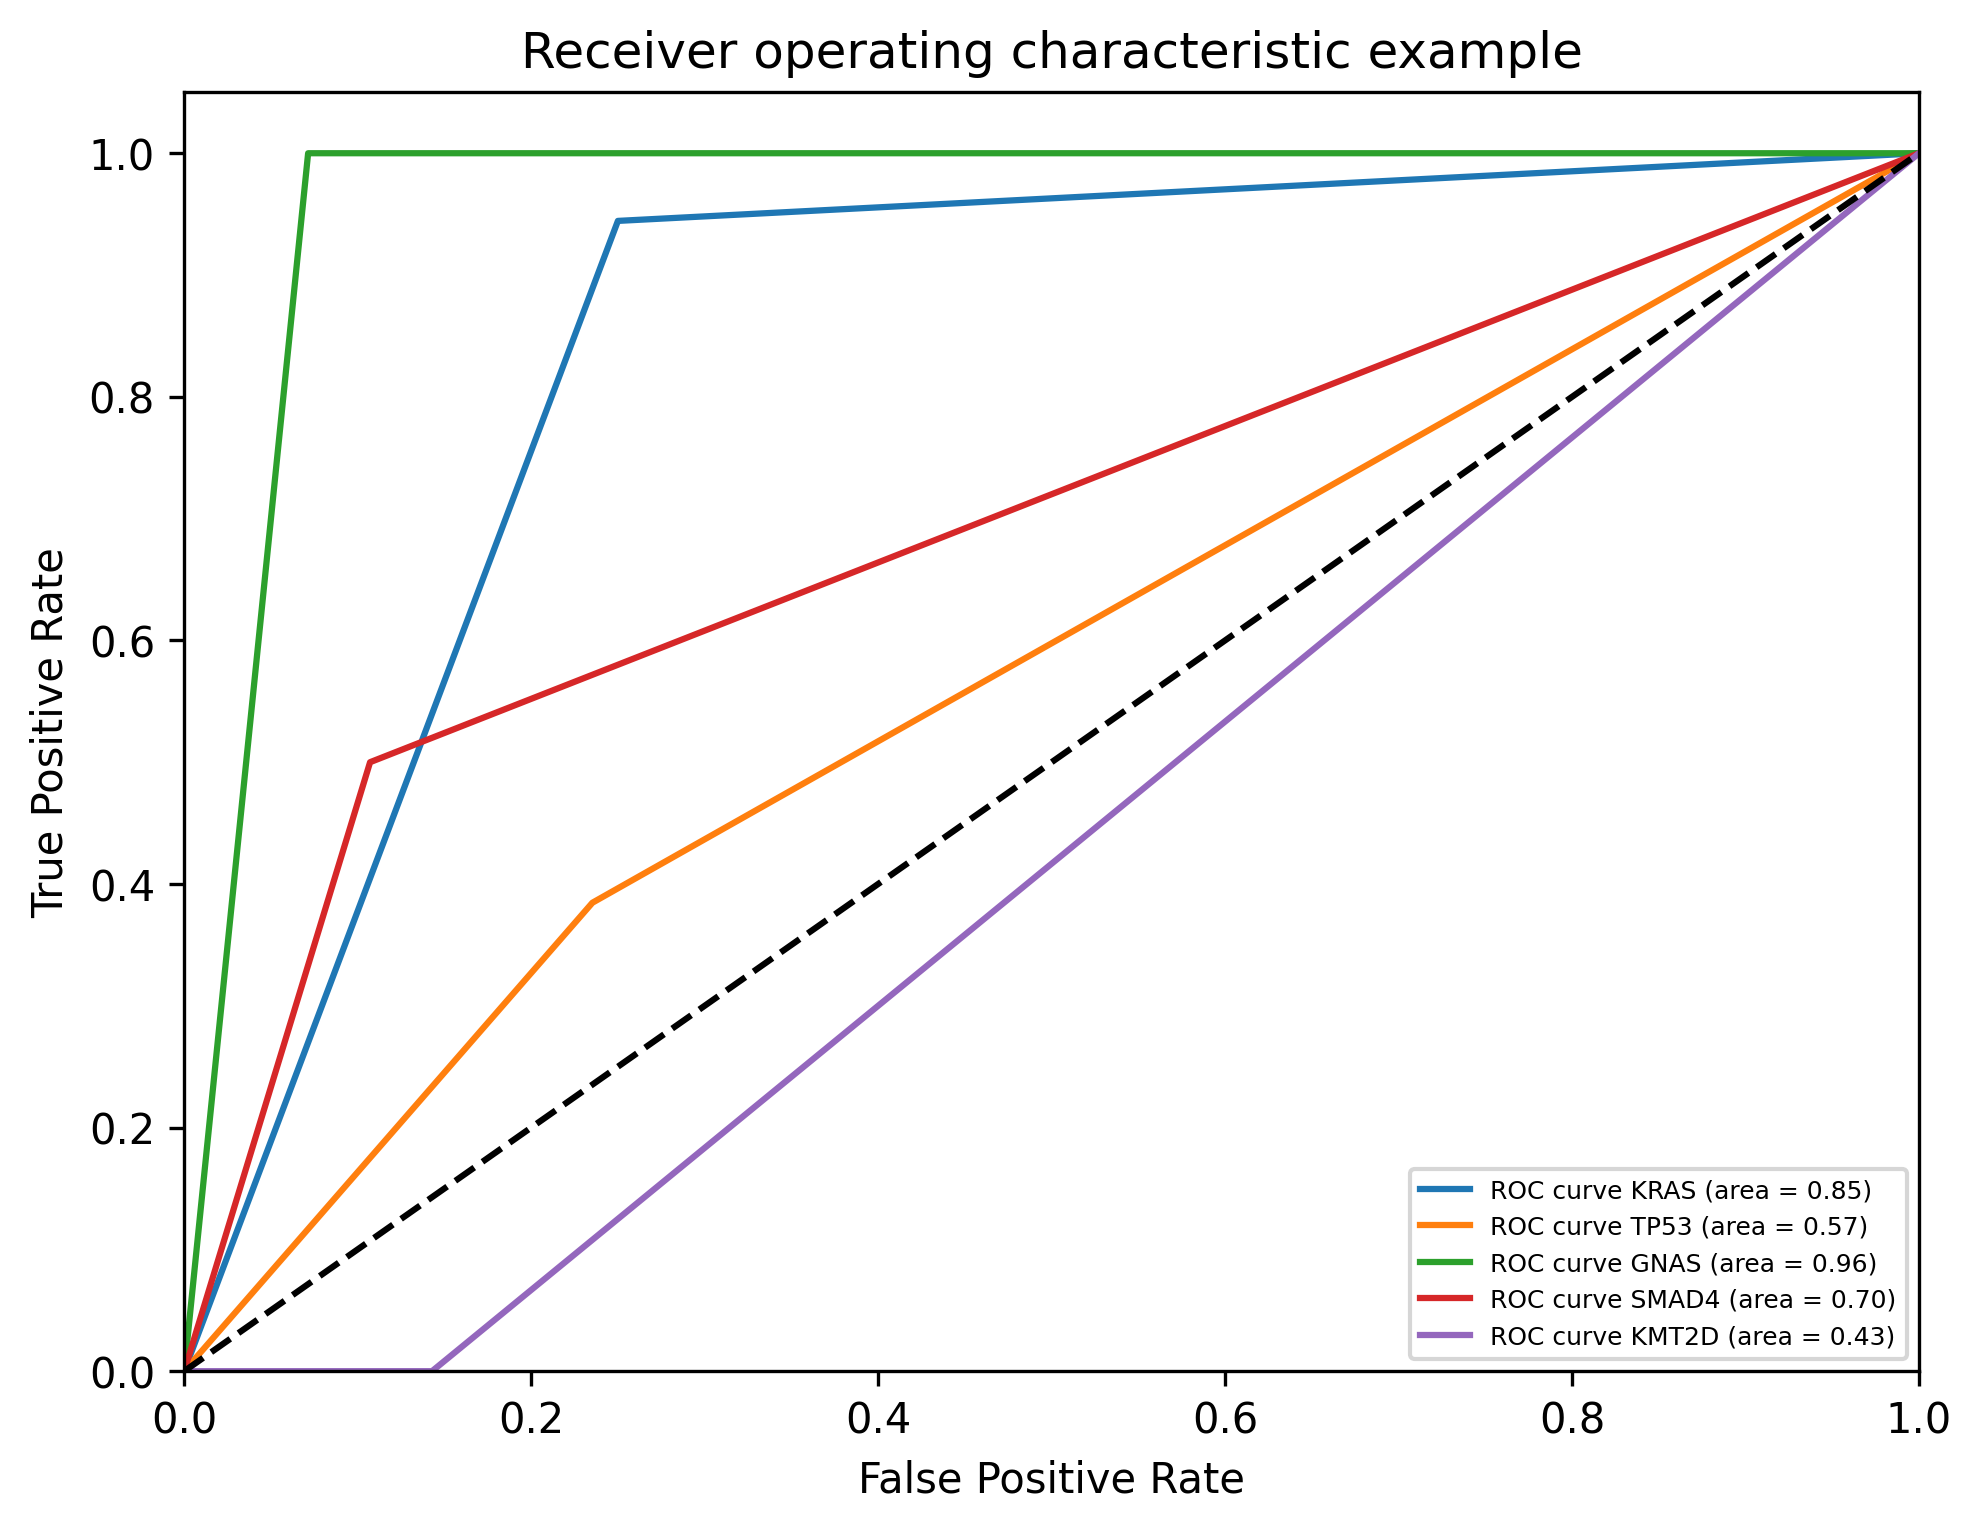 Receiver operating characteristic example
1.0
0.8
0.6
0.4
0.2
0.0
True Positive Rate
0.0 0.2 0.4 0.6 0.8 1.0
False Positive Rate
ROC curve KRAS (area = 0.85)
ROC curve TP53 (area = 0.57)
ROC curve GNAS (area = 0.96)
ROC curve SMAD4 (area = 0.70)
ROC curve KMT2D (area = 0.43)